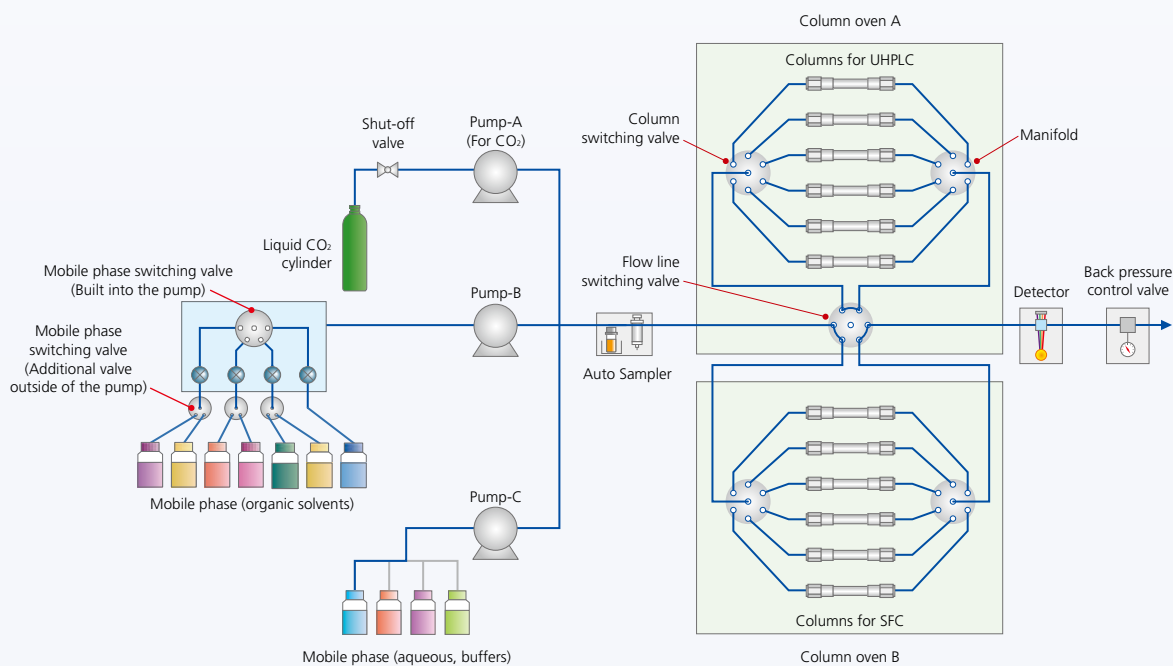 Column oven A
Columns for UHPLC
Column
switching valve
Manifold
Shut-off
valve
Pump-A
(For CO₂)
Liquid CO₂
cylinder
Flow line
switching valve
Back pressure
control valve
Detector
Mobile phase switching valve
(Built into the pump)
Pump-B
Mobile phase
switching valve
(Additional valve
outside of the pump)
Auto Sampler
Mobile phase (organic solvents)
Pump-C
Columns for SFC
Mobile phase (aqueous, buffers)
Column oven B